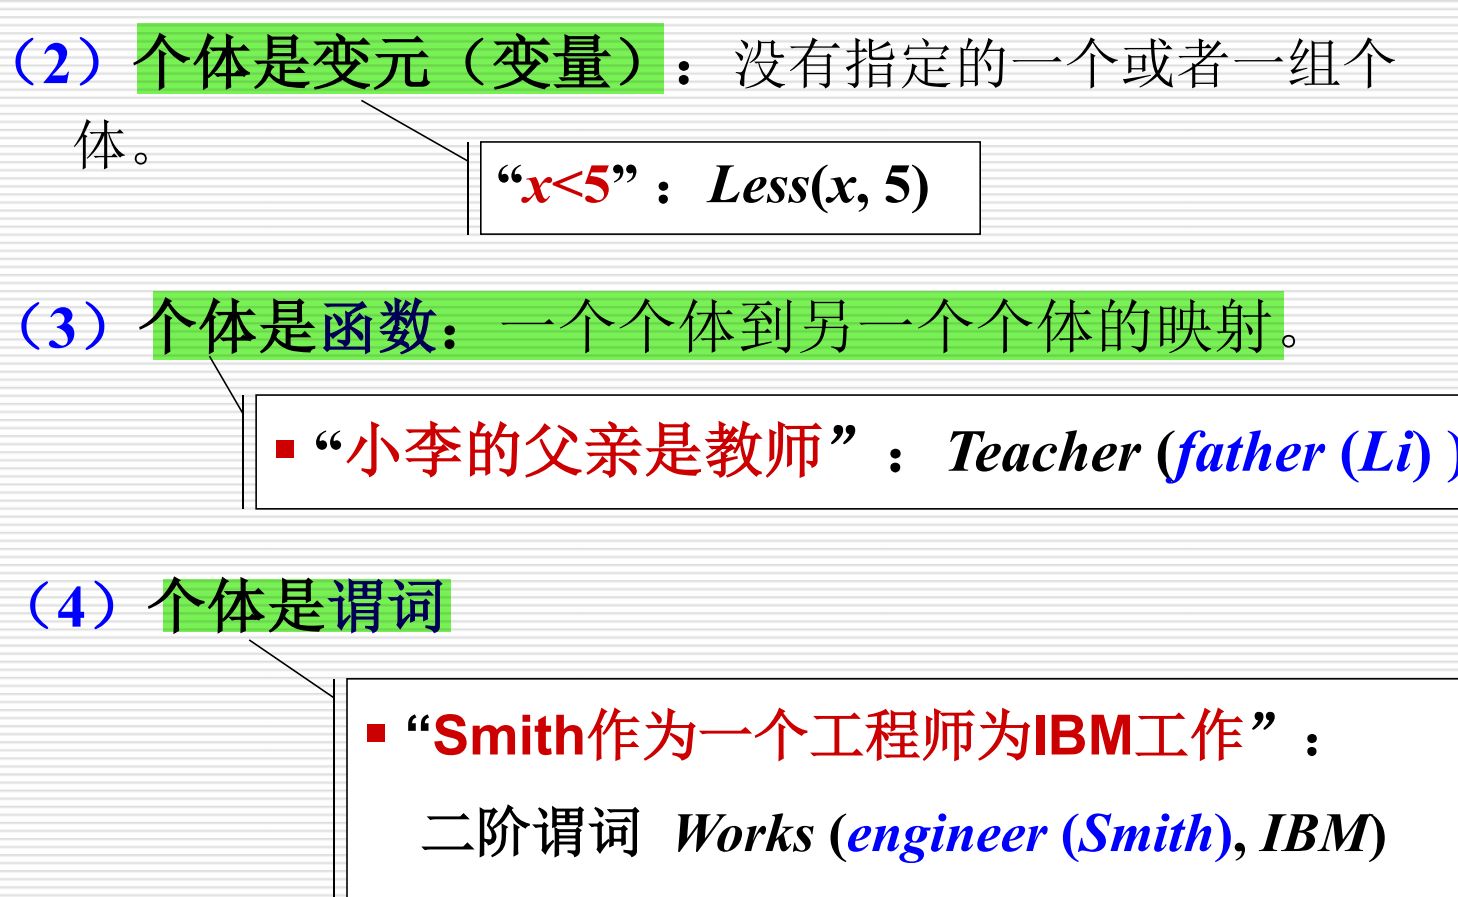 （2）个体是变元（变量）：没有指定的一个或者一组个
体。
“x<5”：Less(x, 5)
（3）个体是函数：一个个体到另一个个体的映射。
▪ “小李的父亲是教师”：Teacher (father (Li) )
（4）个体是谓词
▪ “Smith作为一个工程师为IBM工作”：
二阶谓词 Works (engineer (Smith), IBM)